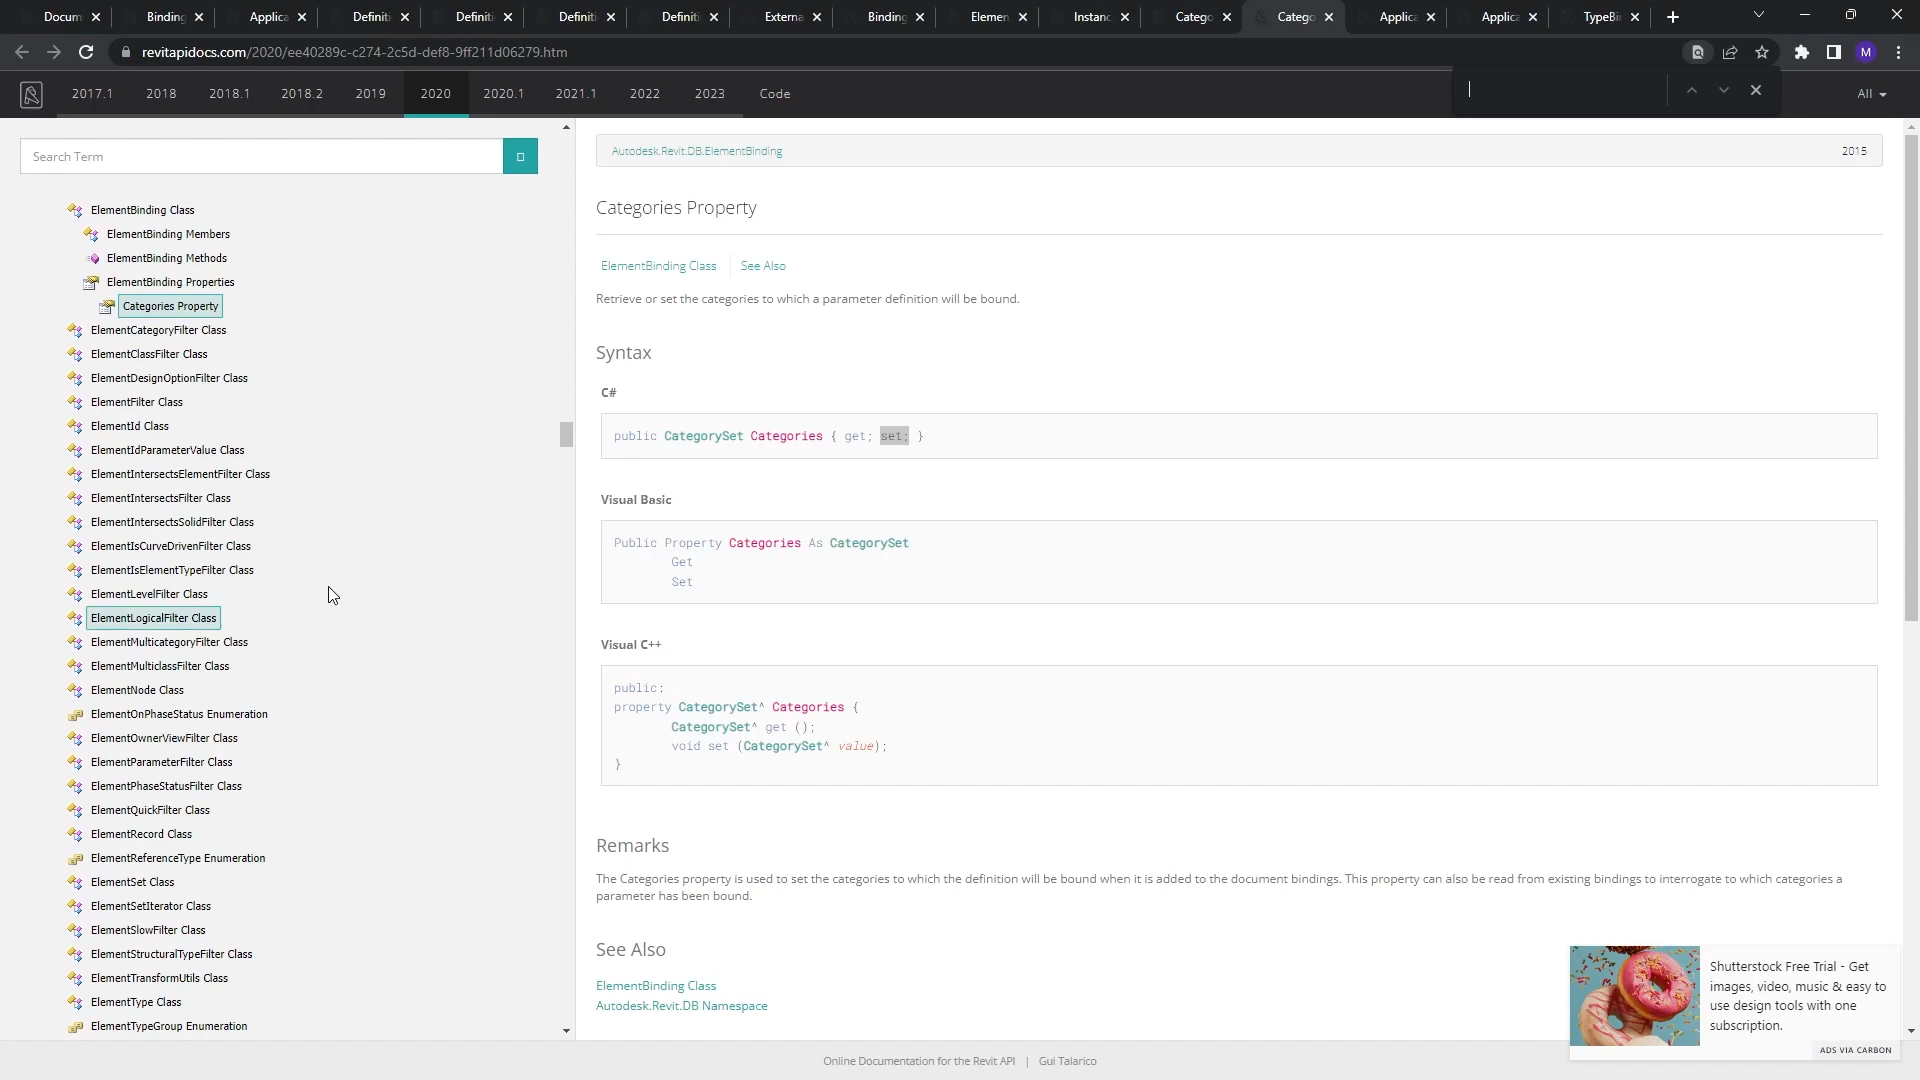 Docum
Binding
Applica
Definiti
Definiti
Definiti
Definiti
Externa
Binding
Elemen
Instanc
Catego
Catego
Applica
Applica
TypeBi
revitapidocs.com/2020/ee40289c-c274-2c5d-def8-9ff211d06279.htm
M
2017.1
2018
2018.1
2018.2
2019
2020
2020.1
2021.1
2022
2023
Code
All
Search Term
ElementBinding Class
ElementBinding Members
ElementBinding Methods
ElementBinding Properties
Categories Property
ElementCategoryFilter Class
ElementClassFilter Class
ElementDesignOptionFilter Class
ElementFilter Class
ElementId Class
ElementIdParameterValue Class
ElementIntersectsElementFilter Class
ElementIntersectsFilter Class
ElementIntersectsSolidFilter Class
ElementIsCurveDrivenFilter Class
ElementIsElementTypeFilter Class
ElementLevelFilter Class
ElementLogicalFilter Class
ElementMulticategoryFilter Class
ElementMulticlassFilter Class
ElementNode Class
ElementOnPhaseStatus Enumeration
ElementOwnerViewFilter Class
ElementParameterFilter Class
ElementPhaseStatusFilter Class
ElementQuickFilter Class
ElementRecord Class
ElementReferenceType Enumeration
ElementSet Class
ElementSetIterator Class
ElementSlowFilter Class
ElementStructuralTypeFilter Class
ElementTransformUtils Class
ElementType Class
ElementTypeGroup Enumeration
Autodesk.Revit.DB.ElementBinding
2015
Categories Property
ElementBinding Class
See Also
Retrieve or set the categories to which a parameter definition will be bound.
Syntax
C#
public CategorySet Categories { get; set; }
Visual Basic
Public Property Categories As CategorySet
Get
Set
Visual C++
public:
property CategorySet^ Categories {
CategorySet^ get ();
void set (CategorySet^ value);
}
Remarks
The Categories property is used to set the categories to which the definition will be bound when it is added to the document bindings. This property can also be read from existing bindings to interrogate to which categories a
parameter has been bound.
See Also
ElementBinding Class
Autodesk.Revit.DB Namespace
Shutterstock Free Trial - Get
images, video, music & easy to
use design tools with one
subscription.
ADS VIA CARBON
Online Documentation for the Revit API | Gui Talarico